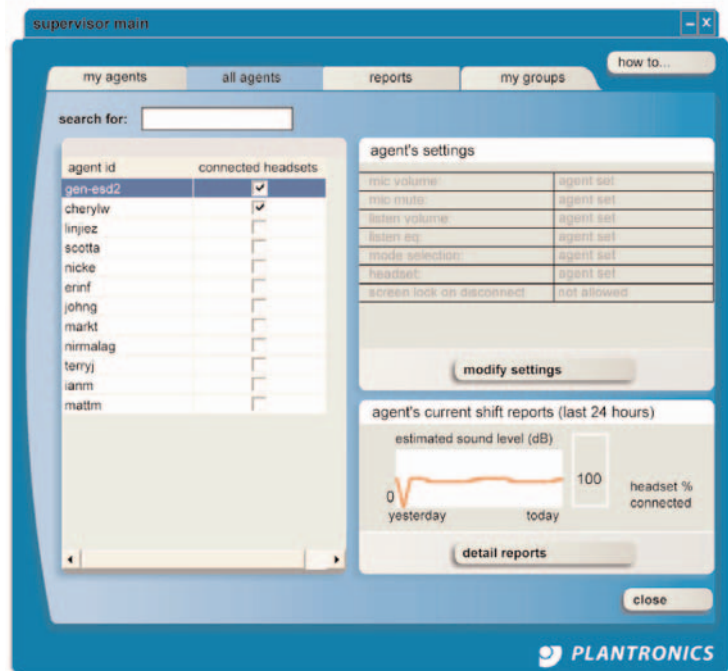 supervisor main
how to...
my agents
all agents
reports
my groups
search for:
agent id connected headsets
gen-esd2
cherylw
linjiez
scotta
nicke
erinf
johng
markt
nirmalag
terryj
ianm
mattm
agent's settings
mic volume: agent set
mic mute: agent set
listen volume: agent set
listen eq: agent set
mode selection: agent set
headset: agent set
screen lock on disconnect not allowed
modify settings
agent's current shift reports (last 24 hours)
estimated sound level (dB)
0
100
headset %
connected
yesterday today
detail reports
close
PLANTRONICS